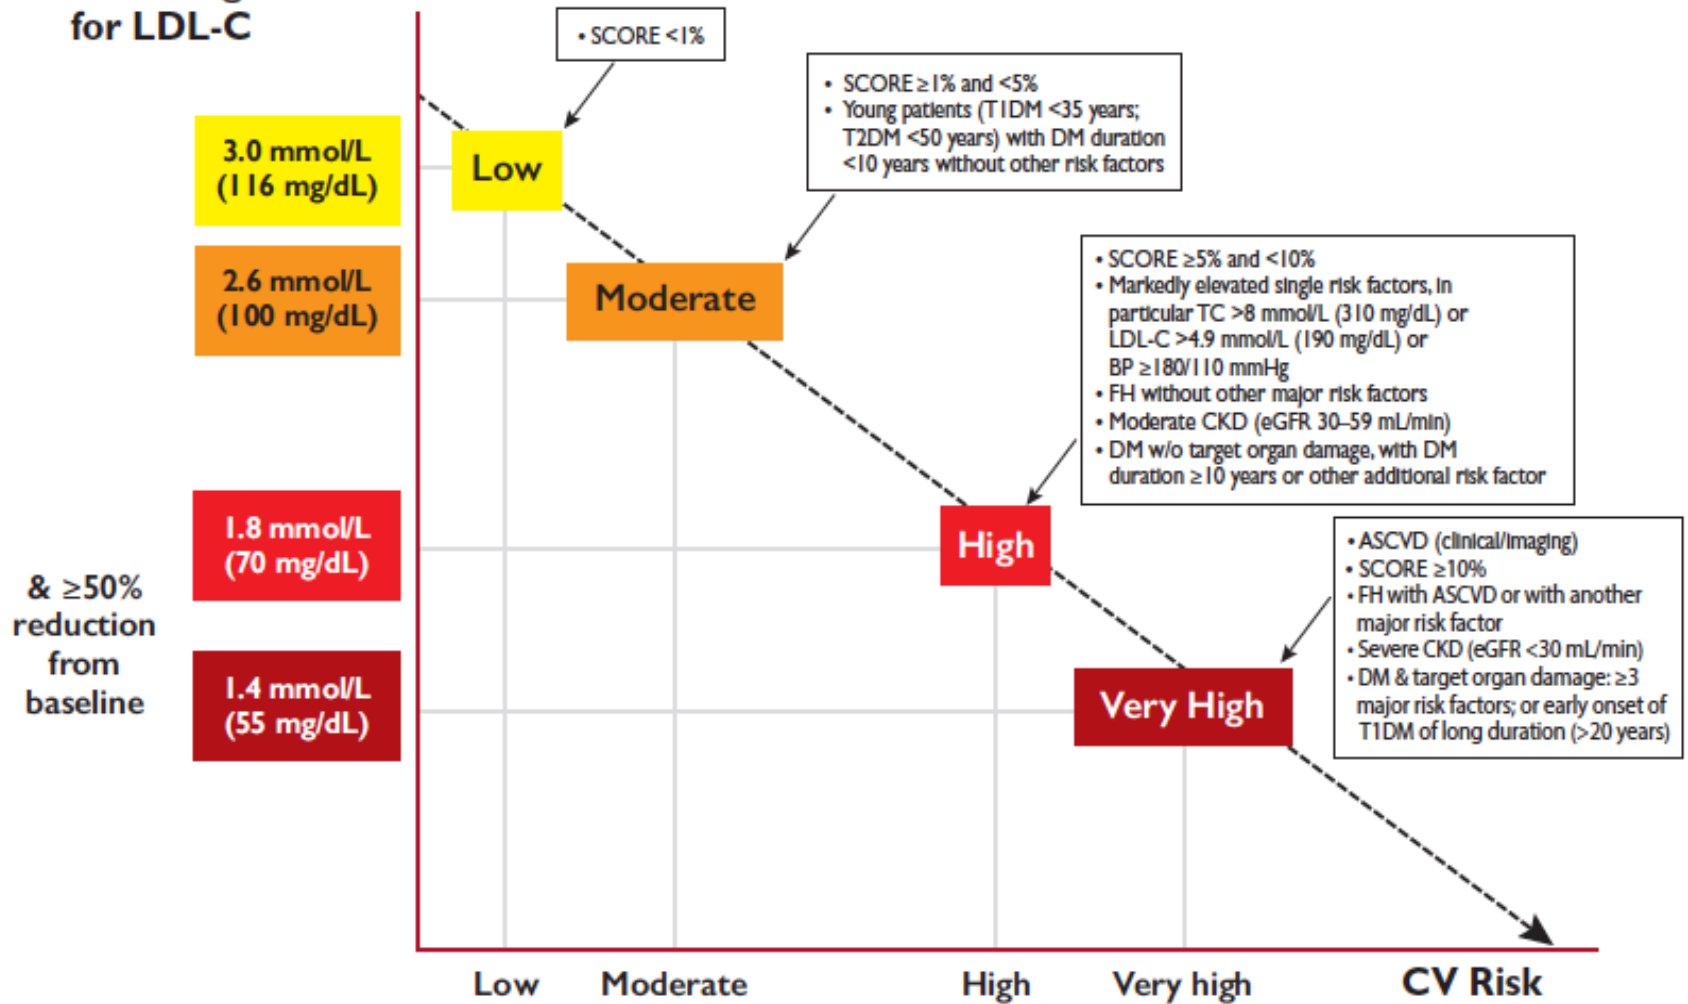 for LDL-C
• SCORE <1%
• SCORE ≥1% and <5%
• Young patients (T1DM <35 years;
T2DM <50 years) with DM duration
<10 years without other risk factors
3.0 mmol/L
(116 mg/dL)
Low
2.6 mmol/L
(100 mg/dL)
Moderate
• SCORE ≥5% and <10%
• Markedly elevated single risk factors, in
particular TC >8 mmol/L (310 mg/dL) or
LDL-C >4.9 mmol/L (190 mg/dL) or
BP ≥180/110 mmHg
• FH without other major risk factors
• Moderate CKD (eGFR 30–59 mL/min)
• DM w/o target organ damage, with DM
duration ≥10 years or other additional risk factor
1.8 mmol/L
(70 mg/dL)
High
• ASCVD (clinical/imaging)
• SCORE ≥10%
• FH with ASCVD or with another
major risk factor
• Severe CKD (eGFR <30 mL/min)
• DM & target organ damage: ≥3
major risk factors; or early onset of
T1DM of long duration (>20 years)
& ≥50%
reduction
from
baseline
1.4 mmol/L
(55 mg/dL)
Very High
Low
Moderate
High
Very high
CV Risk